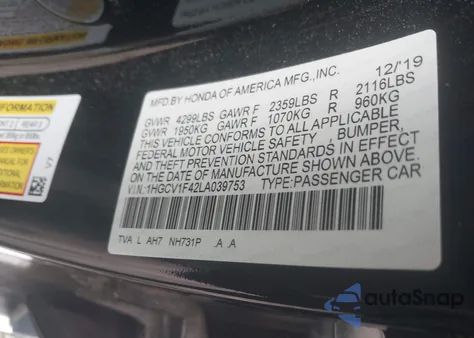 MFD.BY HONDA OF AMERICA MFG.,INC. 12/'19
GVWR 4299LBS GAWR F 2359LBS R 2116LBS
GVWR 1950KG GAWR F 1070KG R 960KG
THIS VEHICLE CONFORMS TO ALL APPLICABLE
FEDERAL MOTOR VEHICLE SAFETY, BUMPER,
AND THEFT PREVENTION STANDARDS IN EFFECT
ON THE DATE OF MANUFACTURE SHOWN ABOVE.
V.I.N.:1HGCV1F42LA039753 TYPE:PASSENGER CAR
TVA L AH7 NH731P .A .A
autoSnap